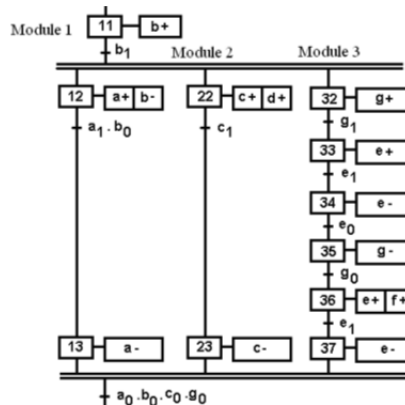 Module 1 11 b+
b₁ Module 2 Module 3
12 a+ b- 22 c+ d+ 32 g+
a₁ . b₀ c₁ g₁
33 e+
e₁
34 e-
e₀
35 g-
g₀
36 e+ f+
e₁
13 a- 23 c- 37 e-
a₀ . b₀ . c₀ . g₀